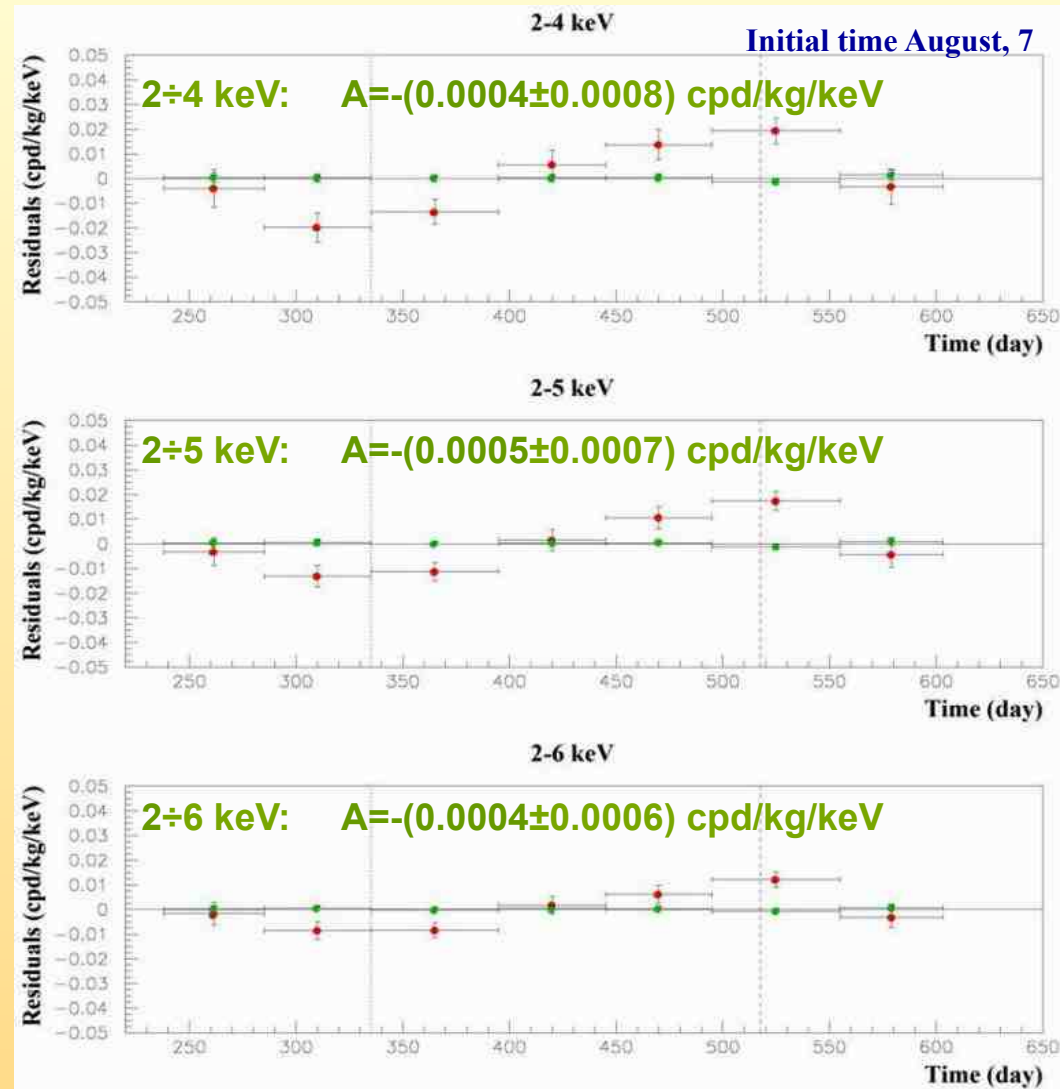 2-4 keV
Initial time August, 7
2÷4 keV: A=-(0.0004±0.0008) cpd/kg/keV
Residuals (cpd/kg/keV)
0.05
0.04
0.03
0.02
0.01
0
-0.01
-0.02
-0.03
-0.04
-0.05
250 300 350 400 450 500 550 600 650
Time (day)
2-5 keV
2÷5 keV: A=-(0.0005±0.0007) cpd/kg/keV
Residuals (cpd/kg/keV)
0.05
0.04
0.03
0.02
0.01
0
-0.01
-0.02
-0.03
-0.04
-0.05
250 300 350 400 450 500 550 600 650
Time (day)
2-6 keV
2÷6 keV: A=-(0.0004±0.0006) cpd/kg/keV
Residuals (cpd/kg/keV)
0.05
0.04
0.03
0.02
0.01
0
-0.01
-0.02
-0.03
-0.04
-0.05
250 300 350 400 450 500 550 600 650
Time (day)